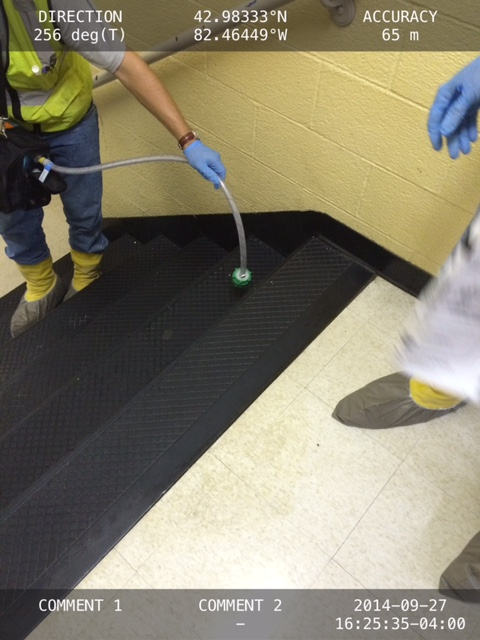 DIRECTION 42.98333°N ACCURACY
256 deg(T) 82.46449°W 65 m
COMMENT 1 COMMENT 2 2014-09-27
- 16:25:35-04:00